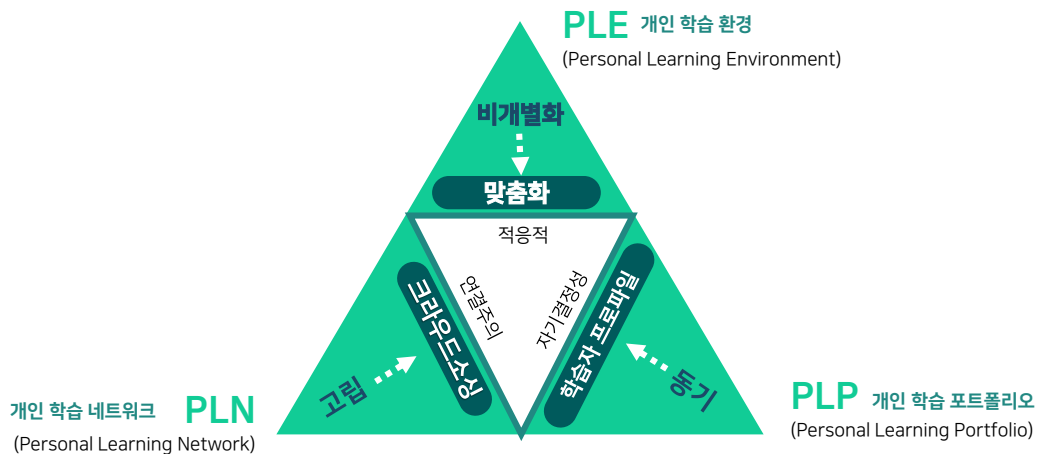 PLE 개인 학습 환경
(Personal Learning Environment)
비개별화
맞춤화
적응적
연결주의
자기결정성
크라우드소싱
학습자 프로파일
고립
동기
개인 학습 네트워크 PLN
(Personal Learning Network)
PLP 개인 학습 포트폴리오
(Personal Learning Portfolio)